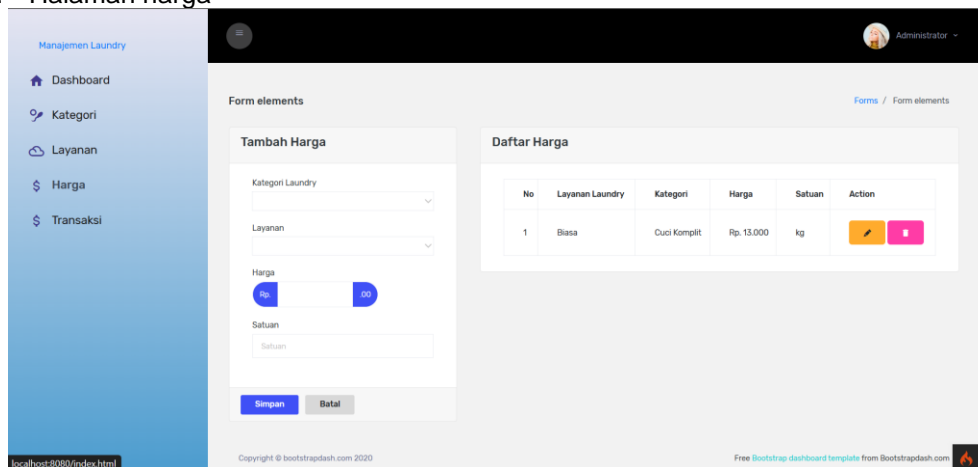 Halaman harga
Manajemen Laundry
Administrator
Dashboard
Kategori
Layanan
Harga
Transaksi
Form elements
Forms / Form elements
Tambah Harga
Kategori Laundry
Layanan
Harga
Rp. .00
Satuan
Satuan
Simpan Batal
Daftar Harga
No Layanan Laundry Kategori Harga Satuan Action
1 Biasa Cuci Komplit Rp. 13.000 kg
Copyright © bootstrapdash.com 2020
Free Bootstrap dashboard template from Bootstrapdash.com
localhost:8080/index.html